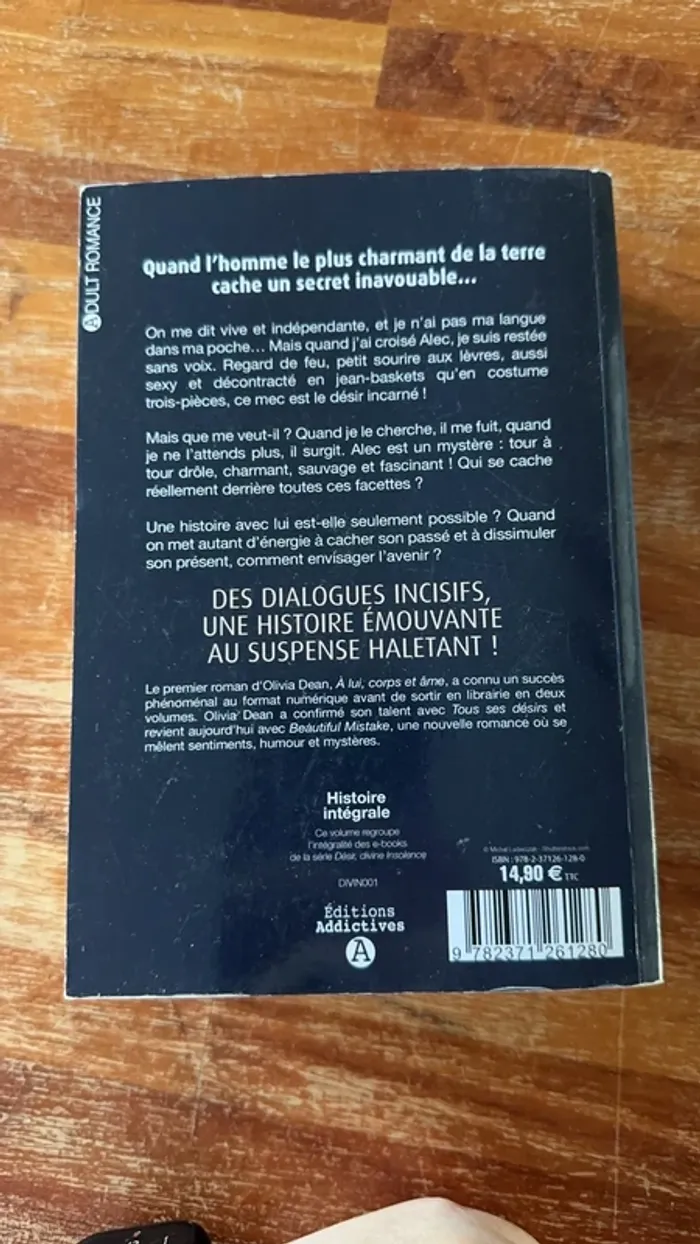 ADULT ROMANCE
Quand l'homme le plus charmant de la terre
cache un secret inavouable...
On me dit vive et indépendante, et je n'ai pas ma langue
dans ma poche... Mais quand j'ai croisé Alec, je suis restée
sans voix. Regard de feu, petit sourire aux lèvres, aussi
sexy et décontracté en jean-baskets qu'en costume
trois-pièces, ce mec est le désir incarné !
Mais que me veut-il ? Quand je le cherche, il me fuit, quand
je ne l'attends plus, il surgit. Alec est un mystère : tour à
tour drôle, charmant, sauvage et fascinant ! Qui se cache
réellement derrière toutes ces facettes ?
Une histoire avec lui est-elle seulement possible ? Quand
on met autant d'énergie à cacher son passé et à dissimuler
son présent, comment envisager l'avenir ?
DES DIALOGUES INCISIFS,
UNE HISTOIRE ÉMOUVANTE
AU SUSPENSE HALETANT !
Le premier roman d'Olivia Dean, À lui, corps et âme, a connu un succès
phénoménal au format numérique avant de sortir en librairie en deux
volumes. Olivia Dean a confirmé son talent avec Tous ses désirs et
revient aujourd'hui avec Beautiful Mistake, une nouvelle romance où se
mêlent sentiments, humour et mystères.
Histoire
intégrale
Ce volume regroupe
l'intégralité des e-books
de la série Désir, divine insolence
DIVIN001
Éditions
Addictives
A
© Michal
ISBN : 978-2-37126-128-0
14,90 € TTC
9 782371 261280